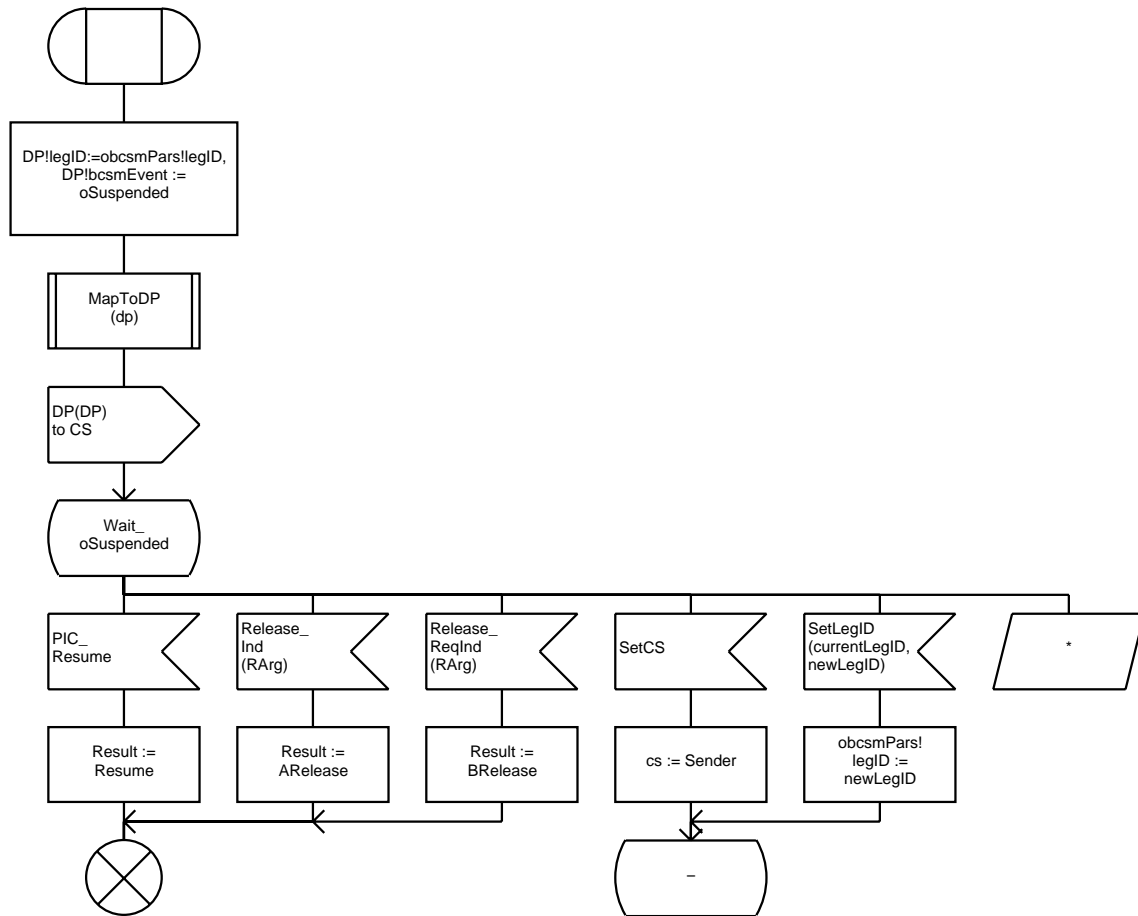 DP!legID:=obcsmPars!legID,
DP!bcsmEvent :=
oSuspended
MapToDP
(dp)
DP(DP)
to CS
Wait_
oSuspended
PIC_
Resume
Release_
Ind
(RArg)
Release_
ReqInd
(RArg)
SetCS
SetLegID
(currentLegID,
newLegID)
*
Result :=
Resume
Result :=
ARelease
Result :=
BRelease
cs := Sender
obcsmPars!
legID :=
newLegID
–